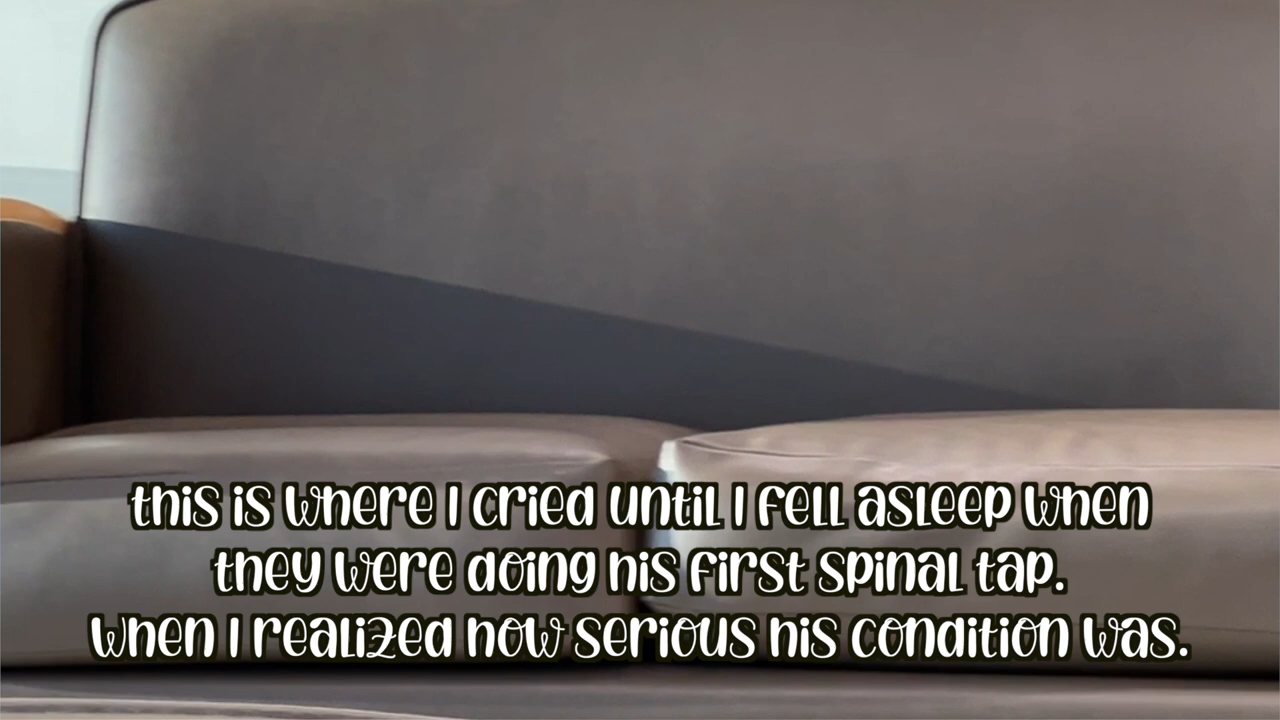 this is where I cried until I fell asleep when
they were doing his first spinal tap.
When I realized how serious his condition was.